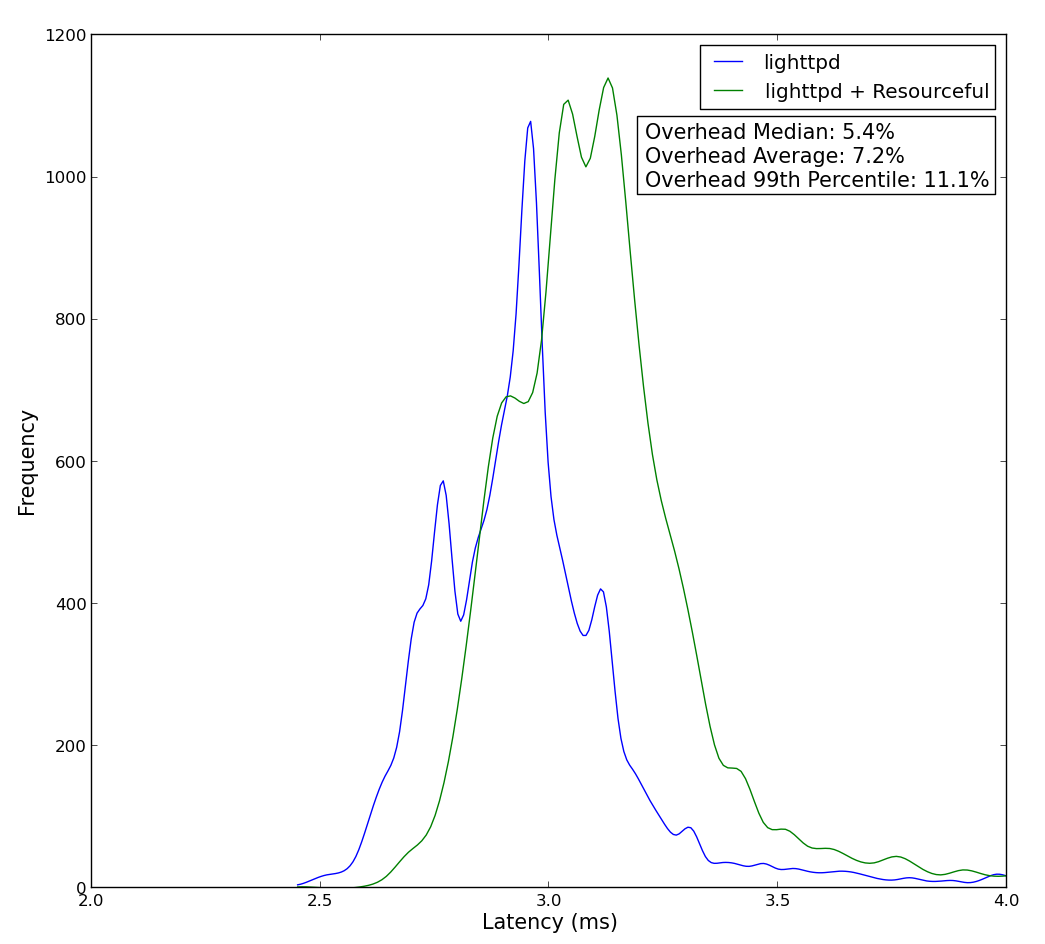 1200
1000
800
600
400
200
0
Frequency
2.0
2.5
3.0
3.5
4.0
Latency (ms)
lighttpd
lighttpd + Resourceful
Overhead Median: 5.4%
Overhead Average: 7.2%
Overhead 99th Percentile: 11.1%